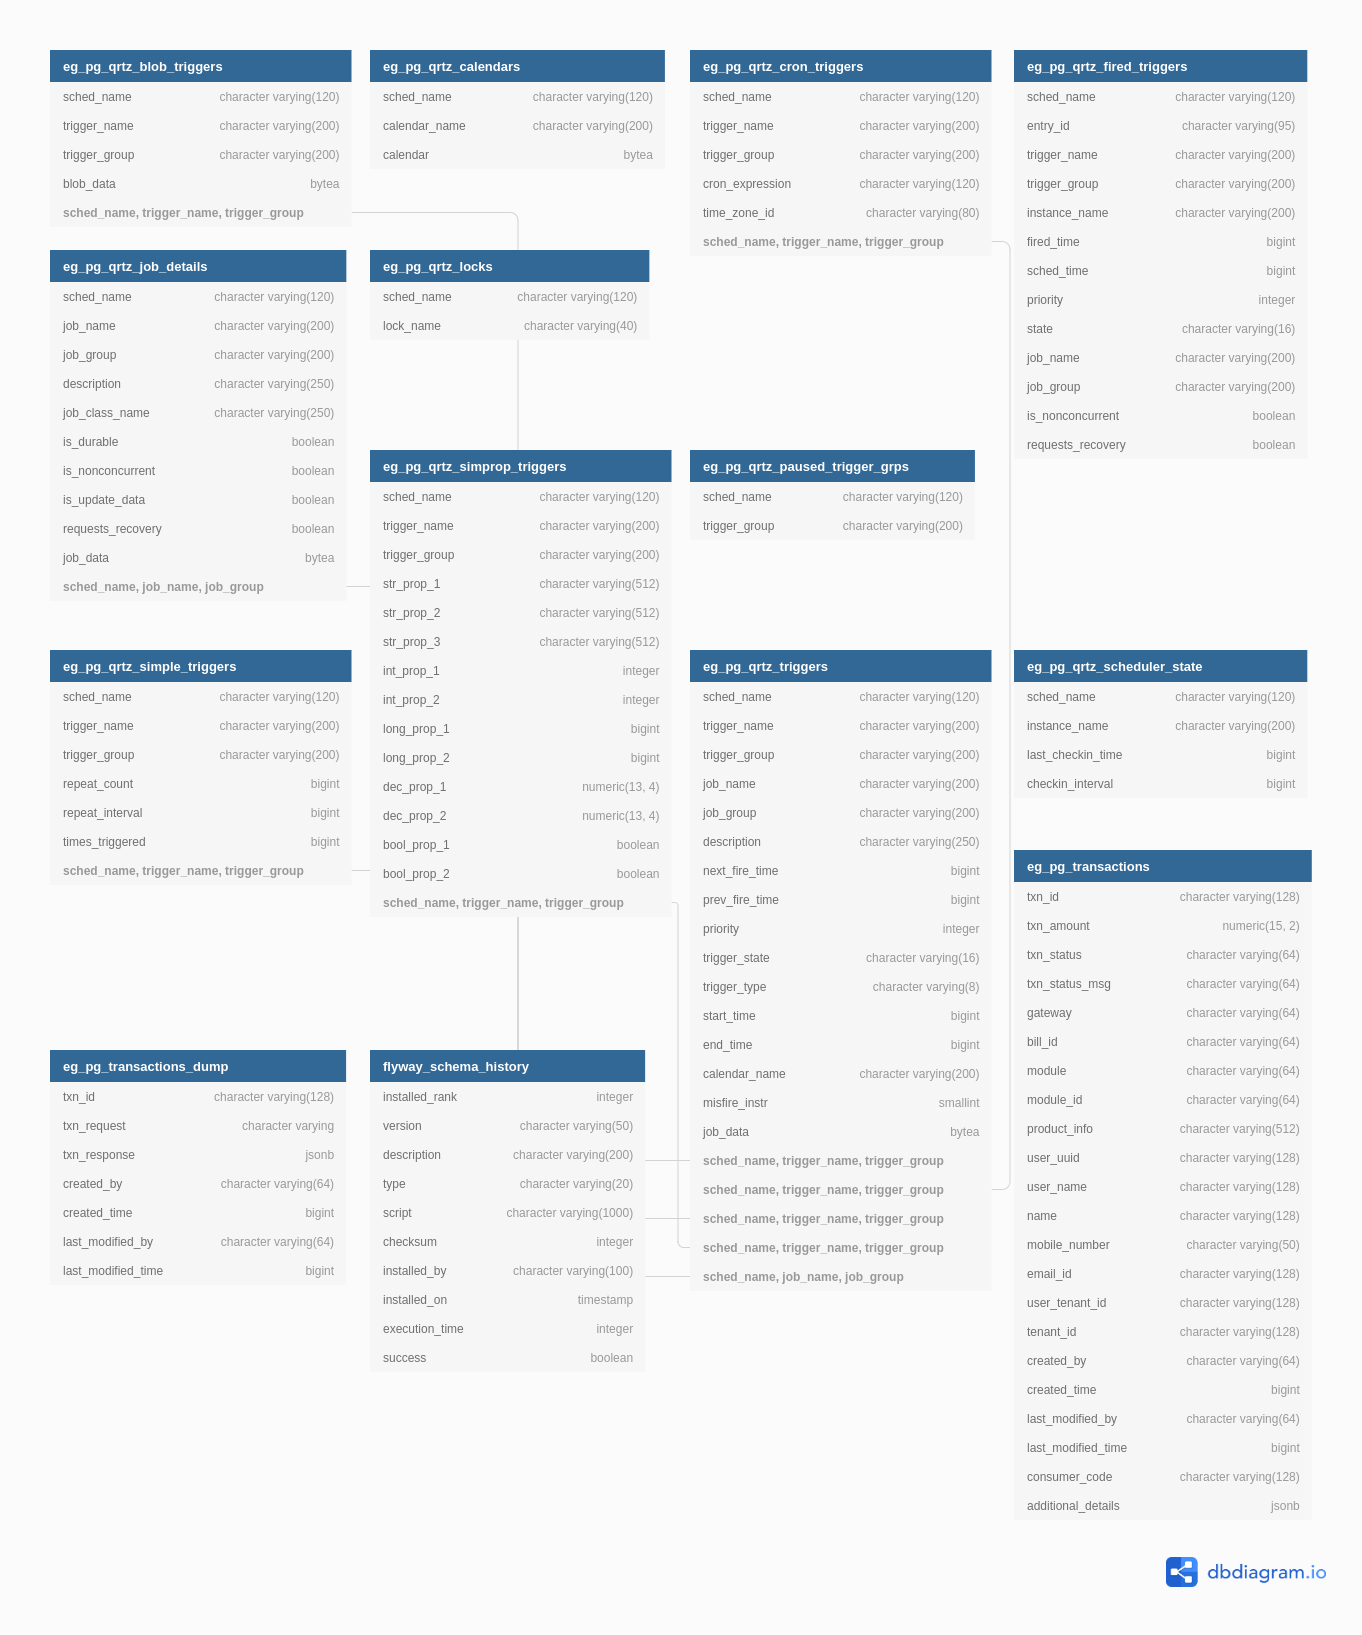 eg_pg_qrtz_blob_triggers
sched_name character varying(120)
trigger_name character varying(200)
trigger_group character varying(200)
blob_data bytea
sched_name, trigger_name, trigger_group
eg_pg_qrtz_calendars
sched_name character varying(120)
calendar_name character varying(200)
calendar bytea
eg_pg_qrtz_cron_triggers
sched_name character varying(120)
trigger_name character varying(200)
trigger_group character varying(200)
cron_expression character varying(120)
time_zone_id character varying(80)
sched_name, trigger_name, trigger_group
eg_pg_qrtz_fired_triggers
sched_name character varying(120)
entry_id character varying(95)
trigger_name character varying(200)
trigger_group character varying(200)
instance_name character varying(200)
fired_time bigint
sched_time bigint
priority integer
state character varying(16)
job_name character varying(200)
job_group character varying(200)
is_nonconcurrent boolean
requests_recovery boolean
eg_pg_qrtz_job_details
sched_name character varying(120)
job_name character varying(200)
job_group character varying(200)
description character varying(250)
job_class_name character varying(250)
is_durable boolean
is_nonconcurrent boolean
is_update_data boolean
requests_recovery boolean
job_data bytea
sched_name, job_name, job_group
eg_pg_qrtz_locks
sched_name character varying(120)
lock_name character varying(40)
eg_pg_qrtz_simprop_triggers
sched_name character varying(120)
trigger_name character varying(200)
trigger_group character varying(200)
str_prop_1 character varying(512)
str_prop_2 character varying(512)
str_prop_3 character varying(512)
int_prop_1 integer
int_prop_2 integer
long_prop_1 bigint
long_prop_2 bigint
dec_prop_1 numeric(13, 4)
dec_prop_2 numeric(13, 4)
bool_prop_1 boolean
bool_prop_2 boolean
sched_name, trigger_name, trigger_group
eg_pg_qrtz_paused_trigger_grps
sched_name character varying(120)
trigger_group character varying(200)
eg_pg_qrtz_simple_triggers
sched_name character varying(120)
trigger_name character varying(200)
trigger_group character varying(200)
repeat_count bigint
repeat_interval bigint
times_triggered bigint
sched_name, trigger_name, trigger_group
eg_pg_qrtz_triggers
sched_name character varying(120)
trigger_name character varying(200)
trigger_group character varying(200)
job_name character varying(200)
job_group character varying(200)
description character varying(250)
next_fire_time bigint
prev_fire_time bigint
priority integer
trigger_state character varying(16)
trigger_type character varying(8)
start_time bigint
end_time bigint
calendar_name character varying(200)
misfire_instr smallint
job_data bytea
sched_name, trigger_name, trigger_group
sched_name, trigger_name, trigger_group
sched_name, trigger_name, trigger_group
sched_name, trigger_name, trigger_group
sched_name, job_name, job_group
eg_pg_qrtz_scheduler_state
sched_name character varying(120)
instance_name character varying(200)
last_checkin_time bigint
checkin_interval bigint
eg_pg_transactions
txn_id character varying(128)
txn_amount numeric(15, 2)
txn_status character varying(64)
txn_status_msg character varying(64)
gateway character varying(64)
bill_id character varying(64)
module character varying(64)
module_id character varying(64)
product_info character varying(512)
user_uuid character varying(128)
user_name character varying(128)
name character varying(128)
mobile_number character varying(50)
email_id character varying(128)
user_tenant_id character varying(128)
tenant_id character varying(128)
created_by character varying(64)
created_time bigint
last_modified_by character varying(64)
last_modified_time bigint
consumer_code character varying(128)
additional_details jsonb
eg_pg_transactions_dump
txn_id character varying(128)
txn_request character varying
txn_response jsonb
created_by character varying(64)
created_time bigint
last_modified_by character varying(64)
last_modified_time bigint
flyway_schema_history
installed_rank integer
version character varying(50)
description character varying(200)
type character varying(20)
script character varying(1000)
checksum integer
installed_by character varying(100)
installed_on timestamp
execution_time integer
success boolean
dbdiagram.io